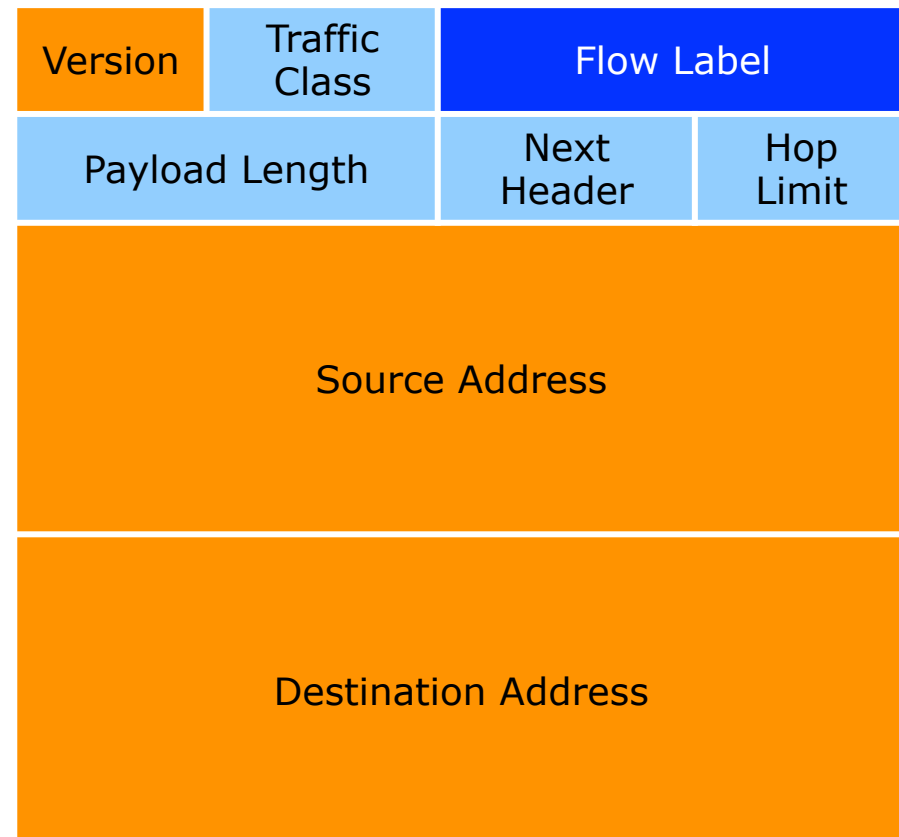 Version
Traffic
Class
Flow Label
Payload Length
Next
Header
Hop
Limit
Source Address
Destination Address